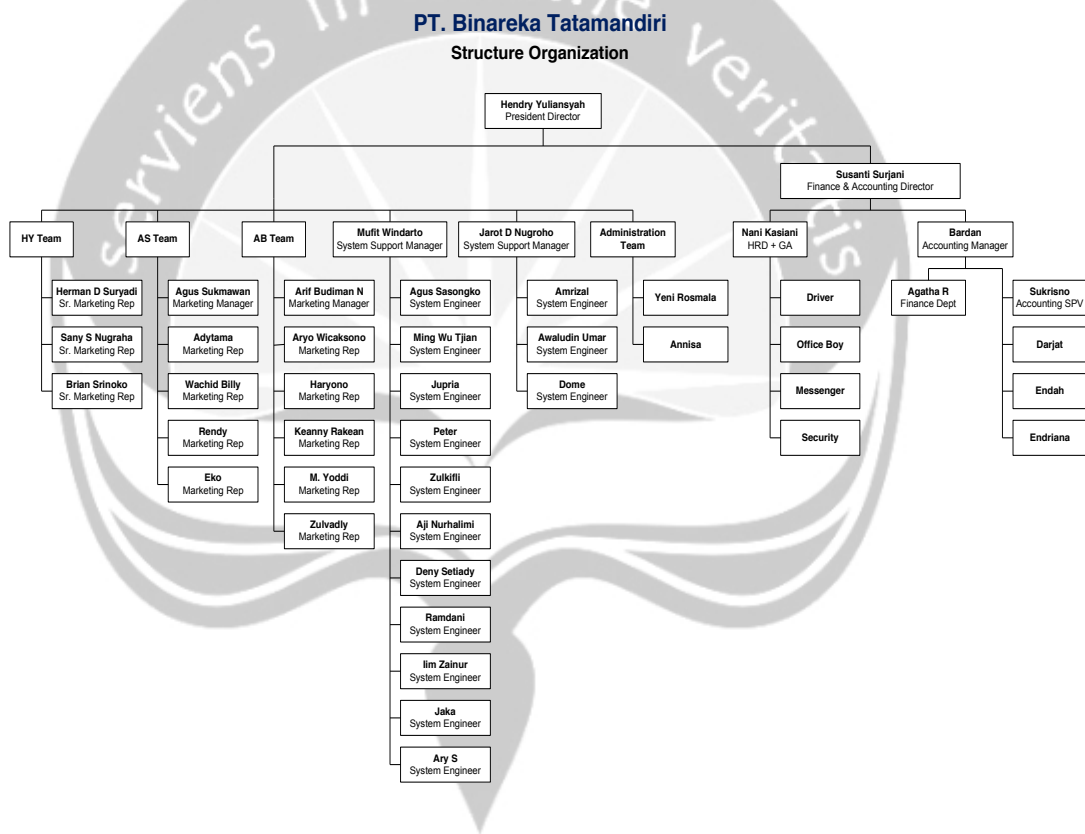 serviens in lumine veritatis
PT. Binareka Tatamandiri
Structure Organization
Hendry Yuliansyah
President Director
Susanti Surjani
Finance & Accounting Director
HY Team
AS Team
AB Team
Mufit Windarto
System Support Manager
Jarot D Nugroho
System Support Manager
Administration
Team
Nani Kasiani
HRD + GA
Bardan
Accounting Manager
Herman D Suryadi
Sr. Marketing Rep
Sany S Nugraha
Sr. Marketing Rep
Brian Srinoko
Sr. Marketing Rep
Agus Sukmawan
Marketing Manager
Adytama
Marketing Rep
Wachid Billy
Marketing Rep
Rendy
Marketing Rep
Eko
Marketing Rep
Arif Budiman N
Marketing Manager
Aryo Wicaksono
Marketing Rep
Haryono
Marketing Rep
Keanny Rakean
Marketing Rep
M. Yoddi
Marketing Rep
Zulvadly
Marketing Rep
Agus Sasongko
System Engineer
Ming Wu Tjian
System Engineer
Jupria
System Engineer
Peter
System Engineer
Zulkifli
System Engineer
Aji Nurhalimi
System Engineer
Deny Setiady
System Engineer
Ramdani
System Engineer
Iim Zainur
System Engineer
Jaka
System Engineer
Ary S
System Engineer
Amrizal
System Engineer
Awaludin Umar
System Engineer
Dome
System Engineer
Yeni Rosmala
Annisa
Driver
Office Boy
Messenger
Security
Agatha R
Finance Dept
Sukrisno
Accounting SPV
Darjat
Endah
Endriana